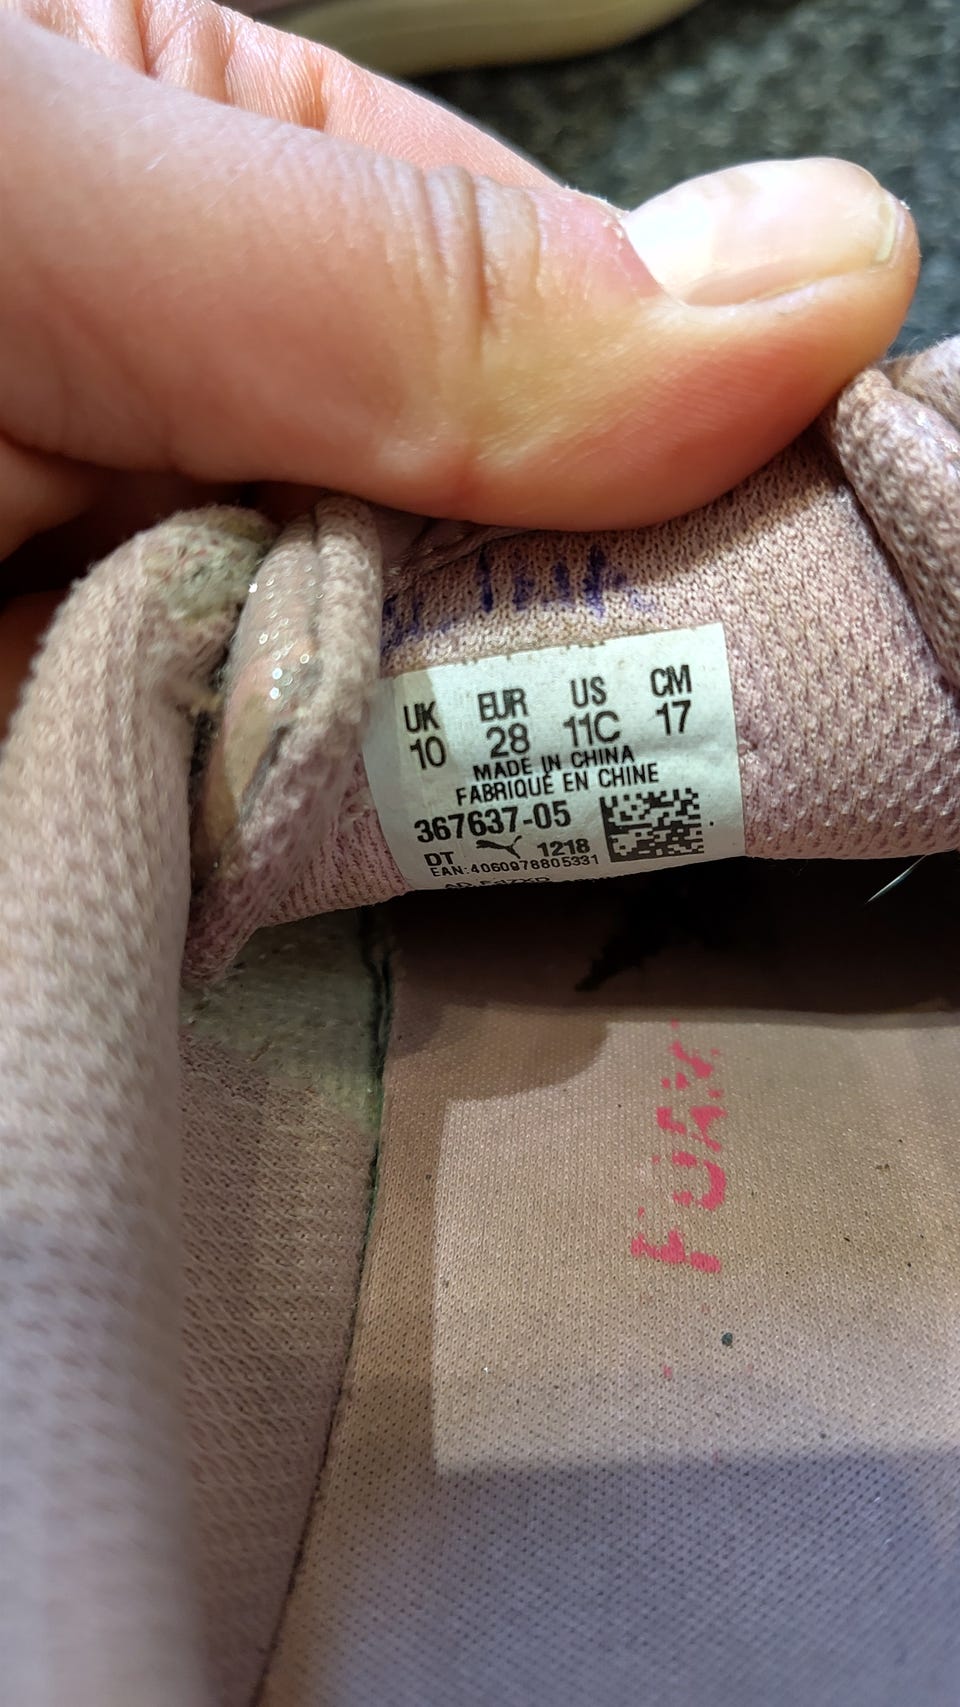 UK EUR US CM
10 28 11C 17
MADE IN CHINA
FABRIQUÉ EN CHINE
367637-05
DT 1218
EAN:4060978805331
PUMA